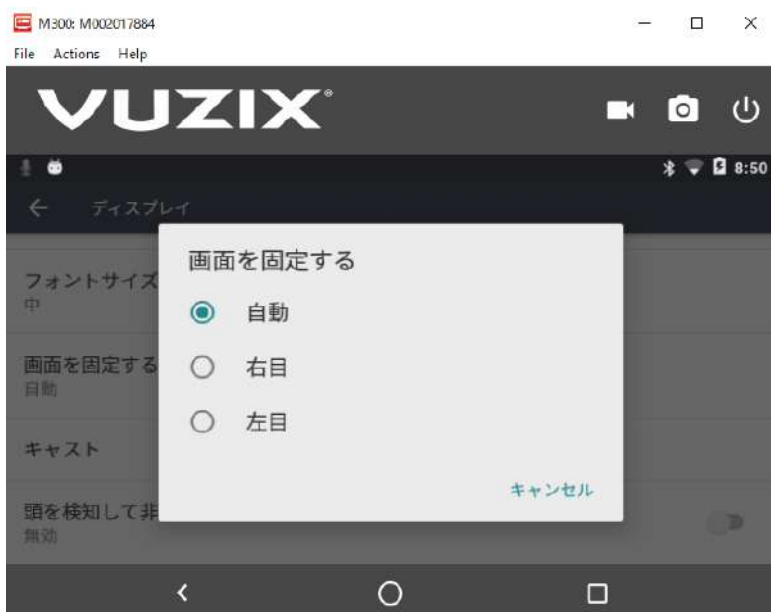 M300: M002017884
File Actions Help
VUZIX®
8:50
ディスプレイ
画面を固定する
フォントサイズ
中
自動
画面を固定する
自動
右目
左目
キャスト
キャンセル
頭を検知して非
無効